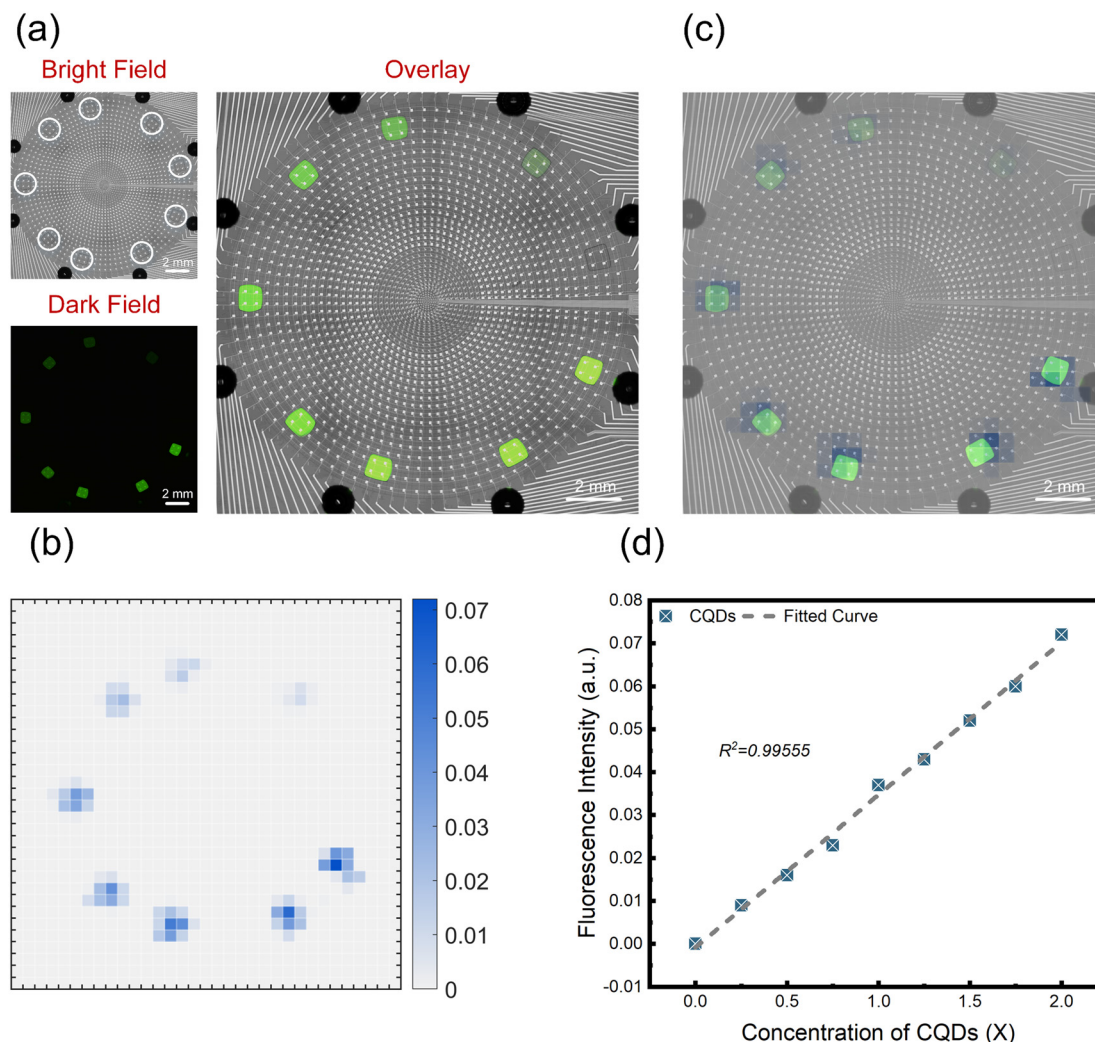 (a)
(c)
Bright Field
Overlay
2 mm
Dark Field
2 mm
2 mm
2 mm
(b)
(d)
0.07
0.06
0.05
0.04
0.03
0.02
0.01
0
0.08
0.07
0.06
0.05
0.04
0.03
0.02
0.01
0.00
-0.01
CQDs
Fitted Curve
R²=0.99555
Fluorescence Intensity (a.u.)
0.0 0.5 1.0 1.5 2.0
Concentration of CQDs (X)